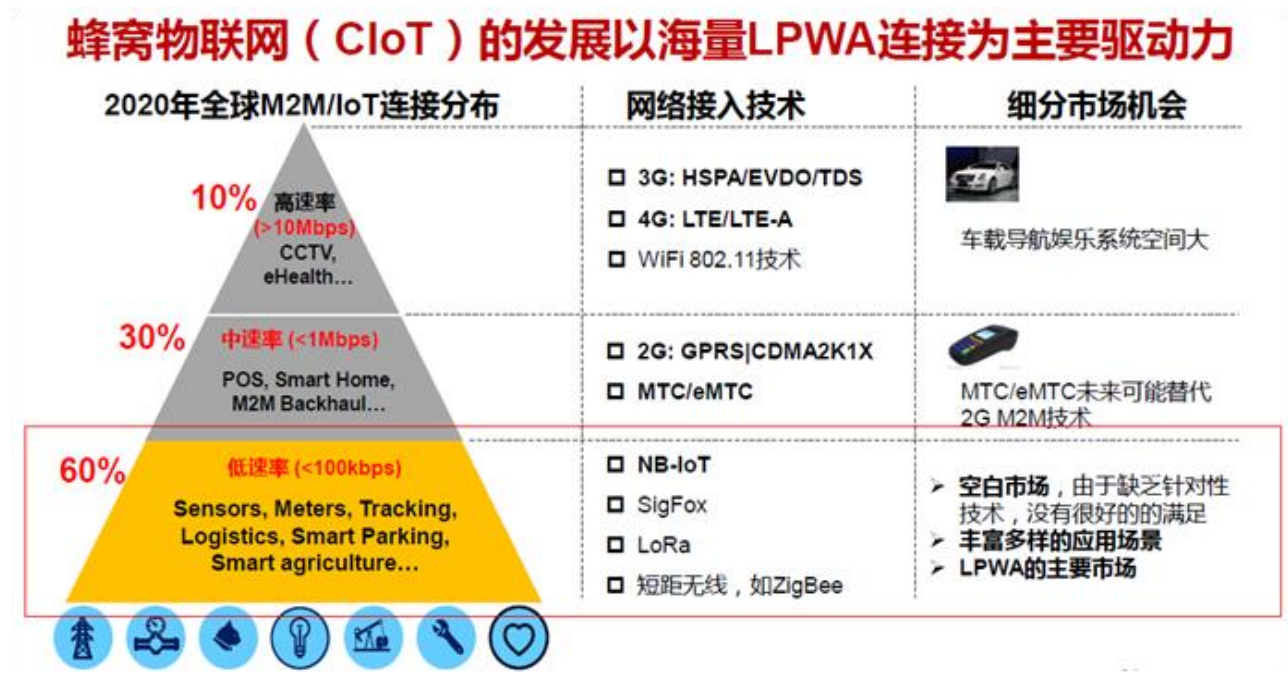 蜂窝物联网（CIoT）的发展以海量LPWA连接为主要驱动力
2020年全球M2M/IoT连接分布
网络接入技术
细分市场机会
10%
高速率
(>10Mbps)
CCTV,
eHealth…
3G: HSPA/EVDO/TDS
4G: LTE/LTE-A
WiFi 802.11技术
车载导航娱乐系统空间大
30%
中速率 (<1Mbps)
POS, Smart Home,
M2M Backhaul…
2G: GPRS|CDMA2K1X
MTC/eMTC
MTC/eMTC未来可能替代
2G M2M技术
60%
低速率 (<100kbps)
Sensors, Meters, Tracking,
Logistics, Smart Parking,
Smart agriculture…
NB-IoT
SigFox
LoRa
短距无线，如ZigBee
空白市场，由于缺乏针对性
技术，没有很好的的满足
丰富多样的应用场景
LPWA的主要市场